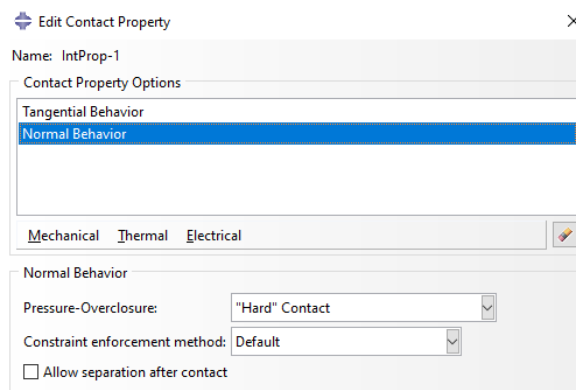 Edit Contact Property
Name: IntProp-1
Contact Property Options
Tangential Behavior
Normal Behavior
Mechanical Thermal Electrical
Normal Behavior
Pressure-Overclosure: "Hard" Contact
Constraint enforcement method: Default
Allow separation after contact